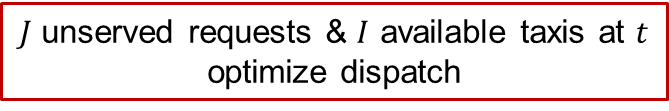 J unserved requests & I available taxis at t
optimize dispatch